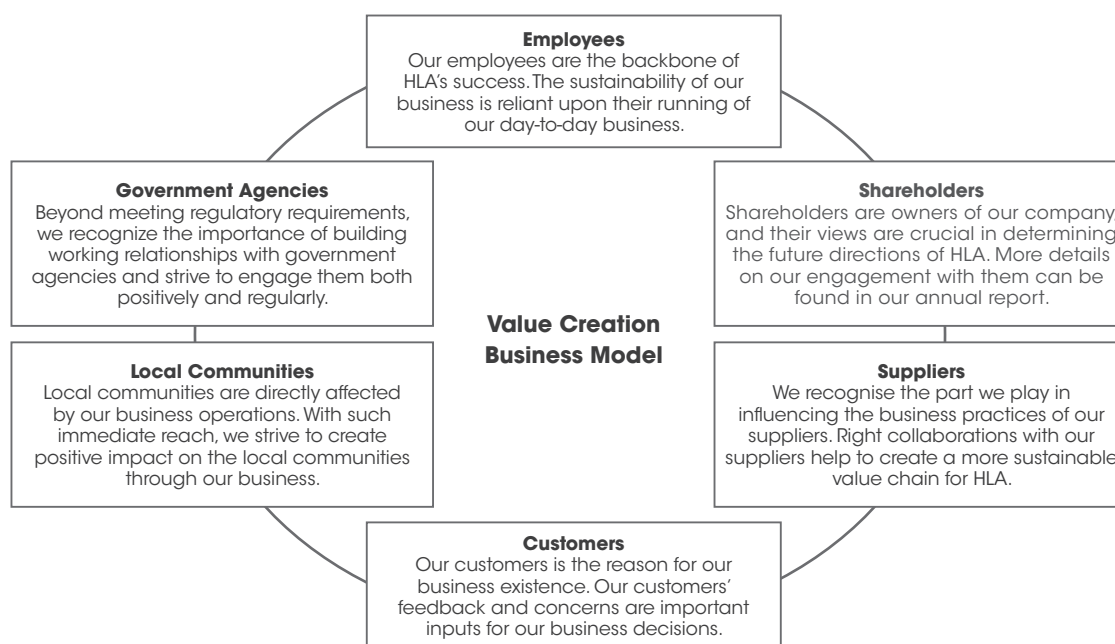 Employees
Our employees are the backbone of
HLA's success. The sustainability of our
business is reliant upon their running of
our day-to-day business.
Government Agencies
Beyond meeting regulatory requirements,
we recognize the importance of building
working relationships with government
agencies and strive to engage them both
positively and regularly.
Shareholders
Shareholders are owners of our company,
and their views are crucial in determining
the future directions of HLA. More details
on our engagement with them can be
found in our annual report.
Value Creation
Business Model
Local Communities
Local communities are directly affected
by our business operations. With such
immediate reach, we strive to create
positive impact on the local communities
through our business.
Suppliers
We recognise the part we play in
influencing the business practices of our
suppliers. Right collaborations with our
suppliers help to create a more sustainable
value chain for HLA.
Customers
Our customers is the reason for our
business existence. Our customers'
feedback and concerns are important
inputs for our business decisions.